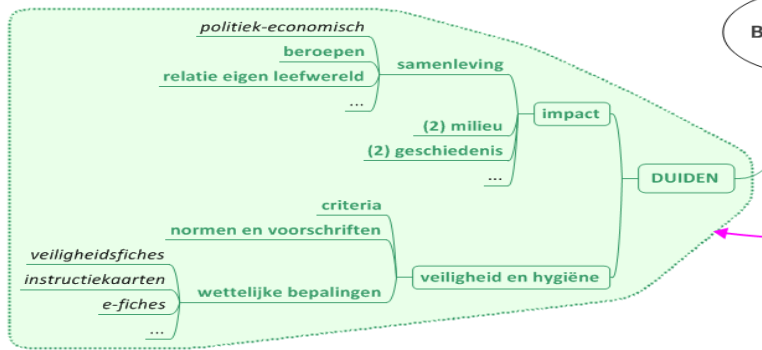 politiek-economisch
beroepen
relatie eigen leefwereld
...
samenleving
(2) milieu
(2) geschiedenis
...
impact
DUIDEN
criteria
normen en voorschriften
veiligheidsfiches
instructiekaarten
e-fiches
...
wettelijke bepalingen
veiligheid en hygiëne
B